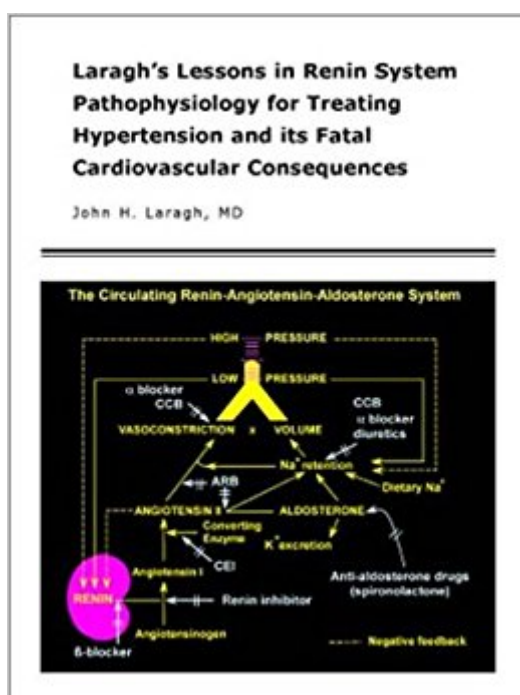 Laragh's Lessons in Renin System
Pathophysiology for Treating
Hypertension and its Fatal
Cardiovascular Consequences
John H. Laragh, MD
The Circulating Renin-Angiotensin-Aldosterone System
HIGH PRESSURE
LOW PRESSURE
α blocker
CCB
CCB
α blocker
diuretics
VASOCONSTRICTION x VOLUME
Na⁺ retention
ARB
Dietary Na⁺
ANGIOTENSIN II
ALDOSTERONE
Converting
Enzyme
K⁺ excretion
CEI
Angiotensin I
Anti-aldosterone drugs
(spironolactone)
RENIN
Renin inhibitor
Angiotensinogen
Negative feedback
ß-blocker